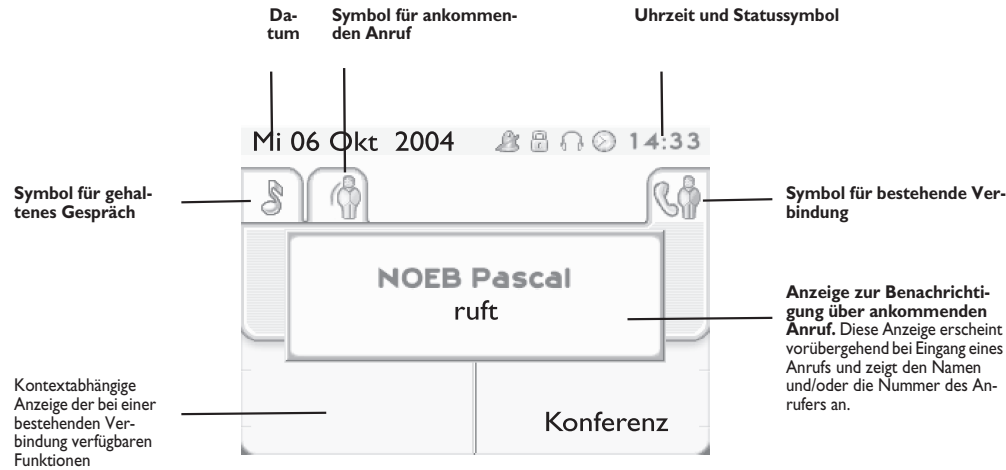 Da-
tum
Symbol für ankommen-
den Anruf
Uhrzeit und Statussymbol
Mi 06 Okt 2004
14:33
Symbol für gehal-
tenes Gespräch
Symbol für bestehende Ver-
bindung
NOEB Pascal
ruft
Anzeige zur Benachrichti-
gung über ankommenden
Anruf. Diese Anzeige erscheint
vorübergehend bei Eingang eines
Anrufs und zeigt den Namen
und/oder die Nummer des An-
rufers an.
Kontextabhängige
Anzeige der bei einer
bestehenden Ver-
bindung verfügbaren
Funktionen
Konferenz